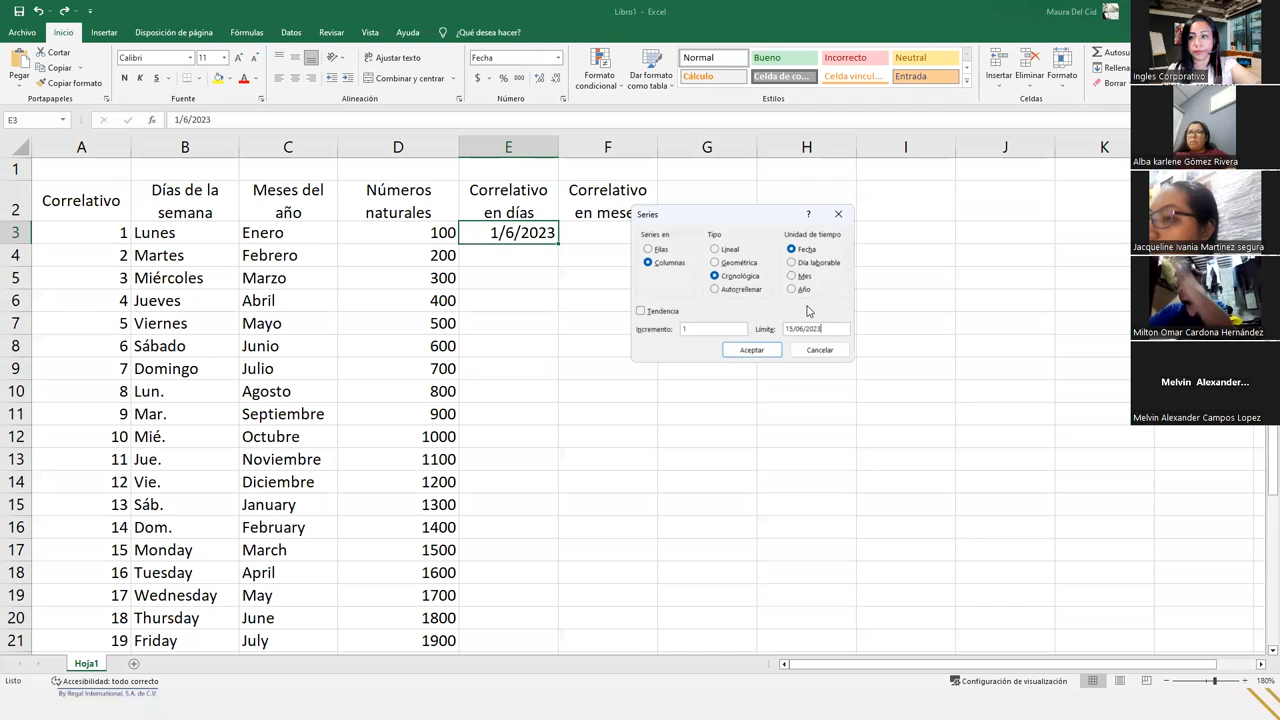 Libro1 - Excel
Maura Del Cid
Archivo Inicio Insertar Disposición de página Fórmulas Datos Revisar Vista Ayuda ¿Qué desea hacer?
Pegar
Cortar
Copiar
Copiar formato
Portapapeles
Calibri 11
N K S
Fuente
Ajustar texto
Combinar y centrar
Alineación
Fecha
$ % 000
Número
Formato condicional
Dar formato como tabla
Normal Bueno Incorrecto Neutral
Cálculo Celda de co... Celda vincul... Entrada
Estilos
Insertar Eliminar Formato
Celdas
Autosu
Rellena
Borrar
E3 fx 1/6/2023
A B C D E F G H I J K
1
2 Correlativo Días de la semana Meses del año Números naturales Correlativo en días Correlativo en mese
3 1 Lunes Enero 100 1/6/2023
4 2 Martes Febrero 200
5 3 Miércoles Marzo 300
6 4 Jueves Abril 400
7 5 Viernes Mayo 500
8 6 Sábado Junio 600
9 7 Domingo Julio 700
10 8 Lun. Agosto 800
11 9 Mar. Septiembre 900
12 10 Mié. Octubre 1000
13 11 Jue. Noviembre 1100
14 12 Vie. Diciembre 1200
15 13 Sáb. January 1300
16 14 Dom. February 1400
17 15 Monday March 1500
18 16 Tuesday April 1600
19 17 Wednesday May 1700
20 18 Thursday June 1800
21 19 Friday July 1900
Series ?
Series en Tipo Unidad de tiempo
Filas Lineal Fecha
Columnas Geométrica Día laborable
Cronológica Mes
Autorrellenar Año
Tendencia
Incremento: 1 Límite: 15/06/2023
Aceptar Cancelar
Ingles Corporativo
Alba karlene Gómez Rivera
Jacqueline Ivania Martinez segura
Milton Omar Cardona Hernández
Melvin Alexander...
Melvin Alexander Campos Lopez
Hoja1
Listo Accesibilidad: todo correcto Configuración de visualización 180%
By Regal International, S.A. de C.V.